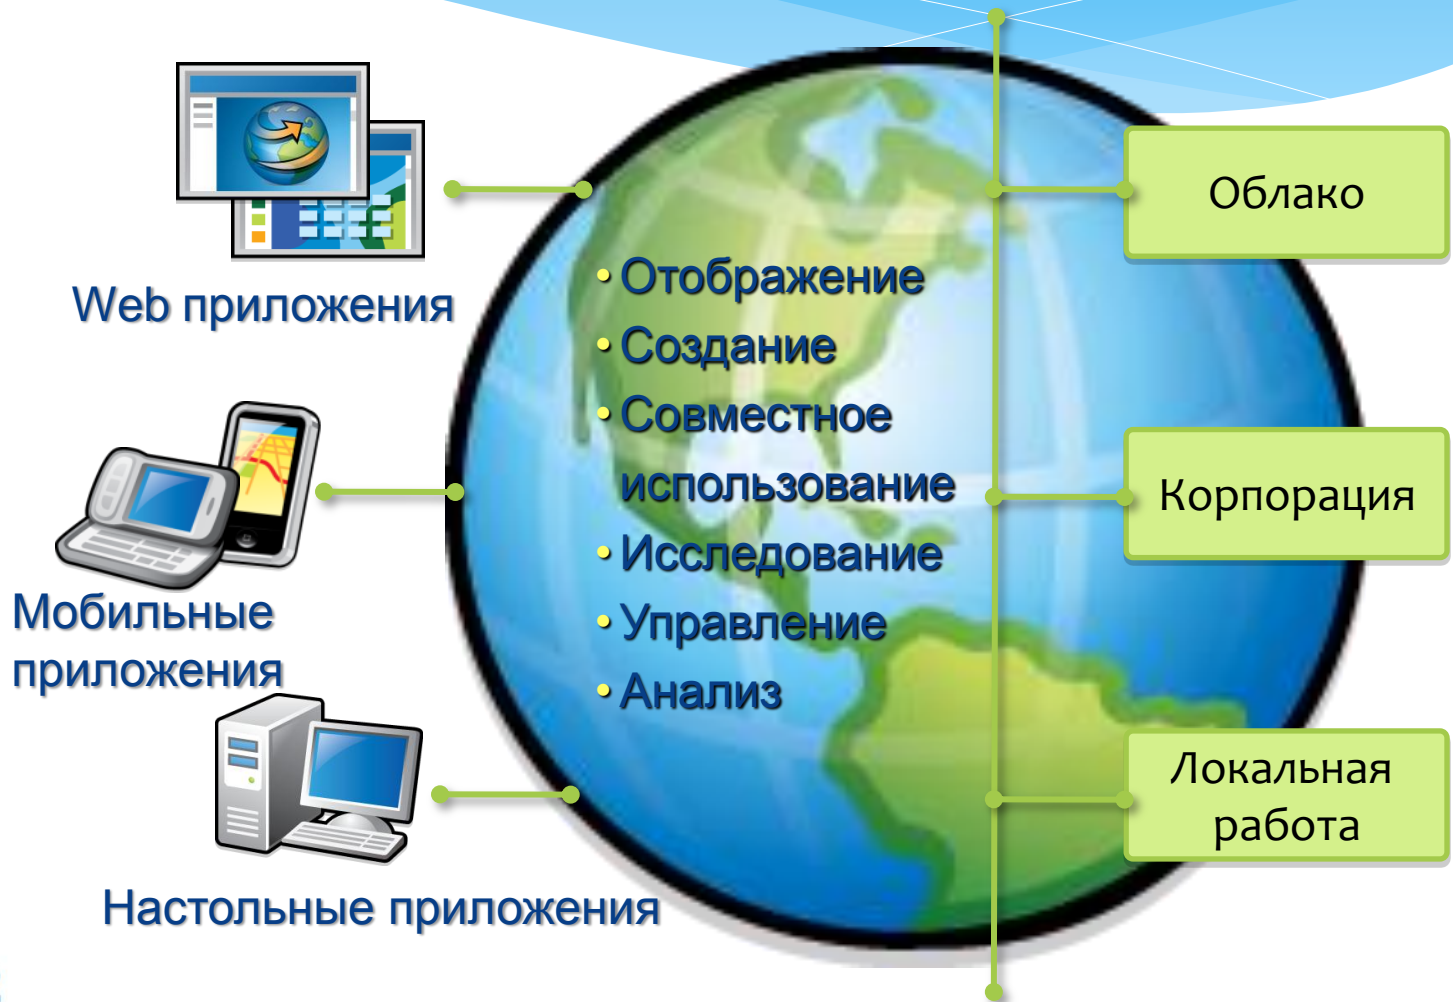 Web приложения
Мобильные
приложения
Настольные приложения
• Отображение
• Создание
• Совместное
использование
• Исследование
• Управление
• Анализ
Облако
Корпорация
Локальная
работа